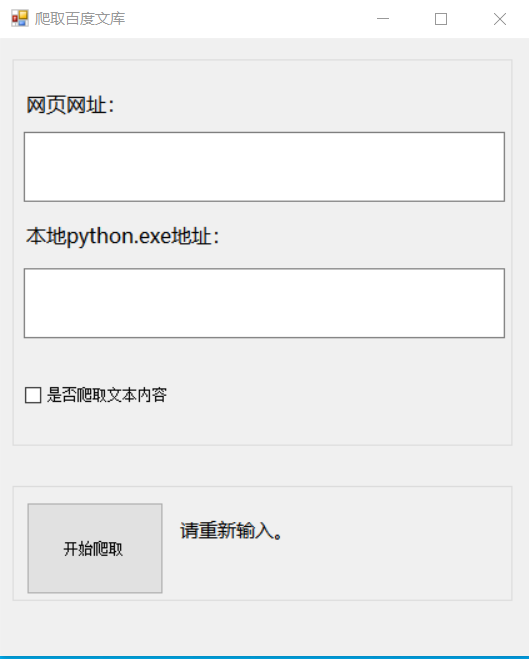 爬取百度文库
网页网址：
本地python.exe地址：
是否爬取文本内容
开始爬取
请重新输入。